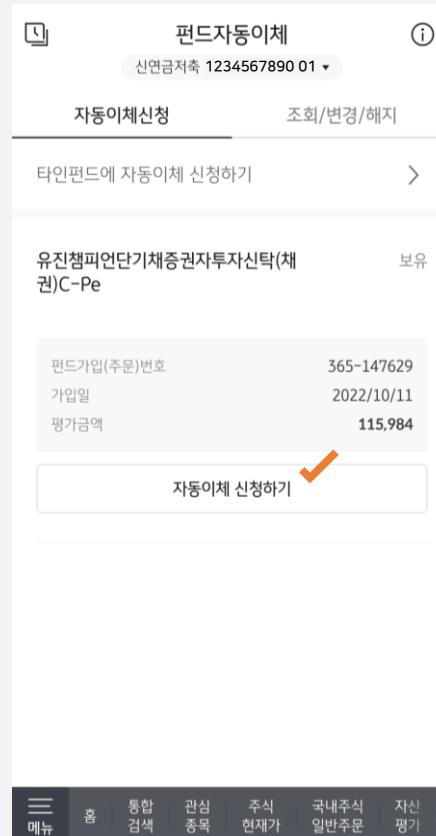 펀드자동이체
신연금저축 1234567890 01
자동이체신청 조회/변경/해지
타인펀드에 자동이체 신청하기
유진챔피언단기채증권자투자신탁(채 보유
권)C-Pe
펀드가입(주문)번호 365-147629
가입일 2022/10/11
평가금액 115,984
자동이체 신청하기
메뉴 홈 통합 관심 주식 국내주식 자산
검색 종목 현재가 일반주문 평가